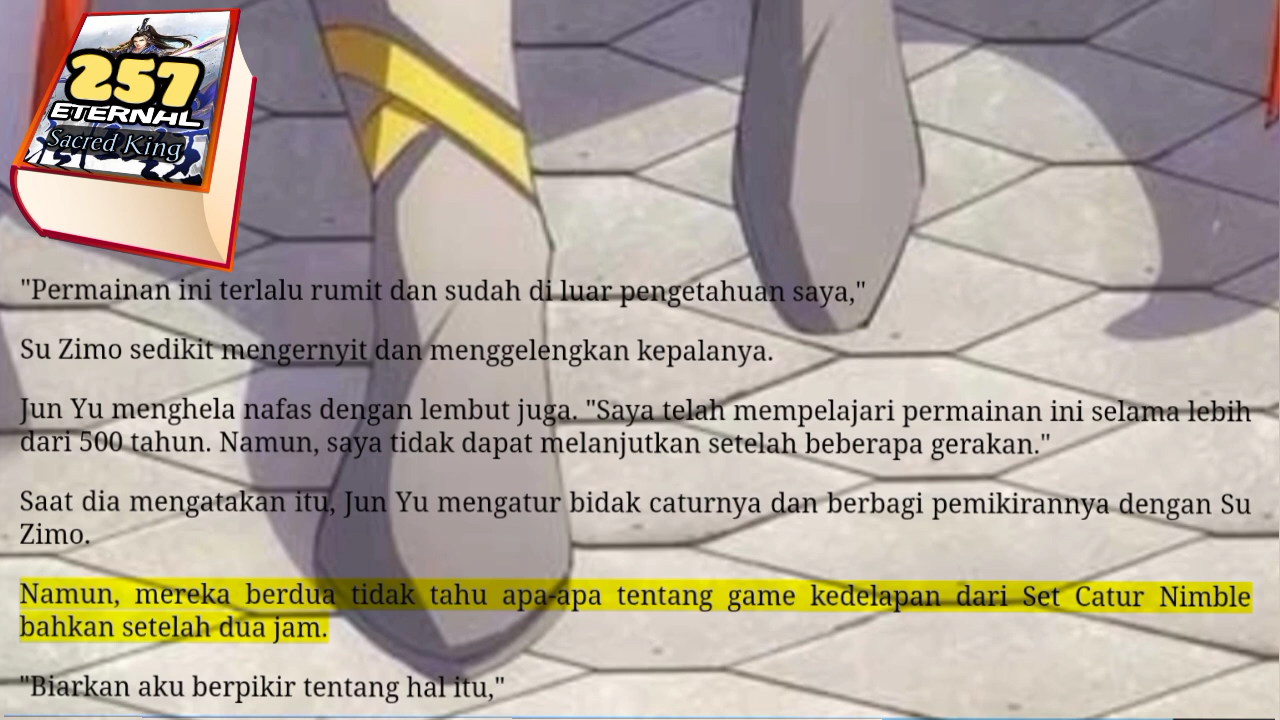 257
ETERNAL
Sacred King
"Permainan ini terlalu rumit dan sudah di luar pengetahuan saya,"
Su Zimo sedikit mengernyit dan menggelengkan kepalanya.
Jun Yu menghela nafas dengan lembut juga. "Saya telah mempelajari permainan ini selama lebih
dari 500 tahun. Namun, saya tidak dapat melanjutkan setelah beberapa gerakan."
Saat dia mengatakan itu, Jun Yu mengatur bidak caturnya dan berbagi pemikirannya dengan Su
Zimo.
Namun, mereka berdua tidak tahu apa-apa tentang game kedelapan dari Set Catur Nimble
bahkan setelah dua jam.
"Biarkan aku berpikir tentang hal itu,"